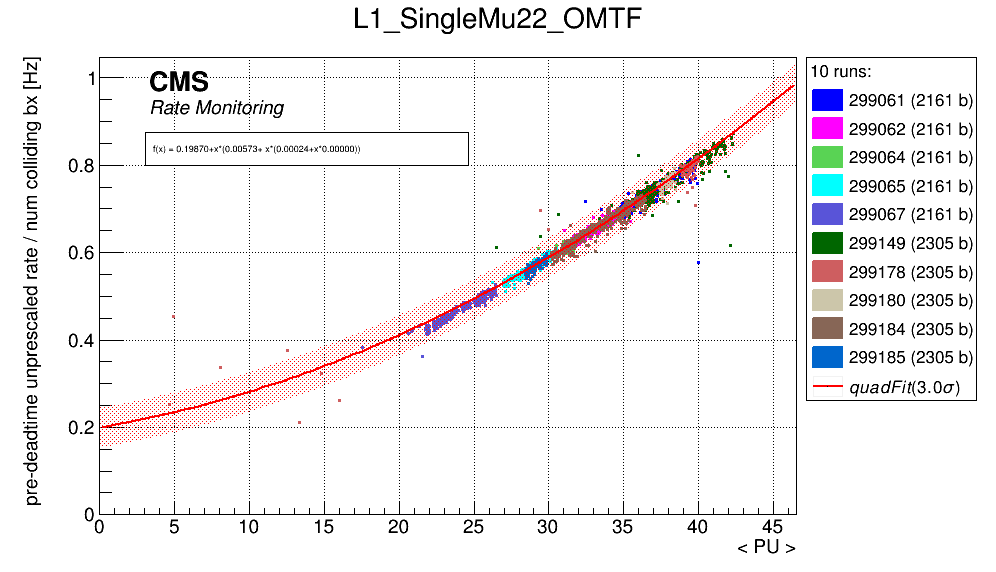 L1_SingleMu22_OMTF
pre-deadtime unprescaled rate / num colliding bx [Hz]
CMS
Rate Monitoring
f(x) = 0.19870+x*(0.00573+ x*(0.00024+x*0.00000))
1
0.8
0.6
0.4
0.2
0
0 5 10 15 20 25 30 35 40 45
< PU >
10 runs:
299061 (2161 b)
299062 (2161 b)
299064 (2161 b)
299065 (2161 b)
299067 (2161 b)
299149 (2305 b)
299178 (2305 b)
299180 (2305 b)
299184 (2305 b)
299185 (2305 b)
quadFit(3.0σ)